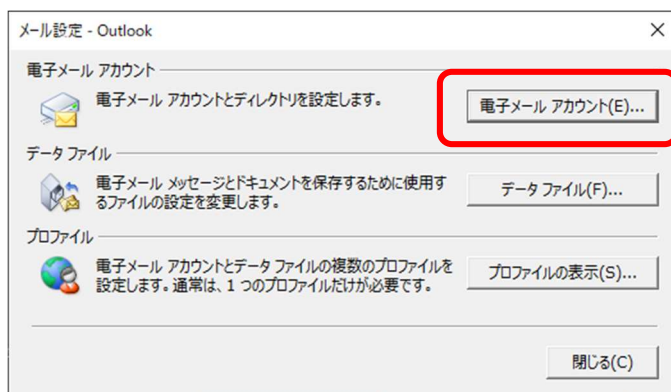 メール設定 - Outlook
電子メール アカウント
電子メール アカウントとディレクトリを設定します。
電子メール アカウント(E)...
データ ファイル
電子メール メッセージとドキュメントを保存するために使用す
るファイルの設定を変更します。
データ ファイル(F)...
プロファイル
電子メール アカウントとデータ ファイルの複数のプロファイルを
設定します。通常は、1 つのプロファイルだけが必要です。
プロファイルの表示(S)...
閉じる(C)